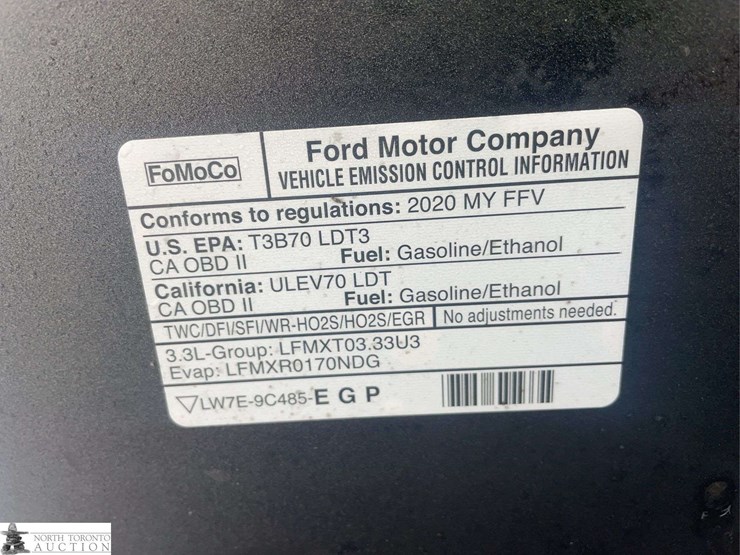 FoMoCo
Ford Motor Company
VEHICLE EMISSION CONTROL INFORMATION
Conforms to regulations: 2020 MY FFV
U.S. EPA: T3B70 LDT3
CA OBD II Fuel: Gasoline/Ethanol
California: ULEV70 LDT
CA OBD II Fuel: Gasoline/Ethanol
TWC/DFI/SFI/WR-HO2S/HO2S/EGR No adjustments needed.
3.3L-Group: LFMXT03.33U3
Evap: LFMXR0170NDG
LW7E-9C485-E G P
NORTH TORONTO
AUCTION